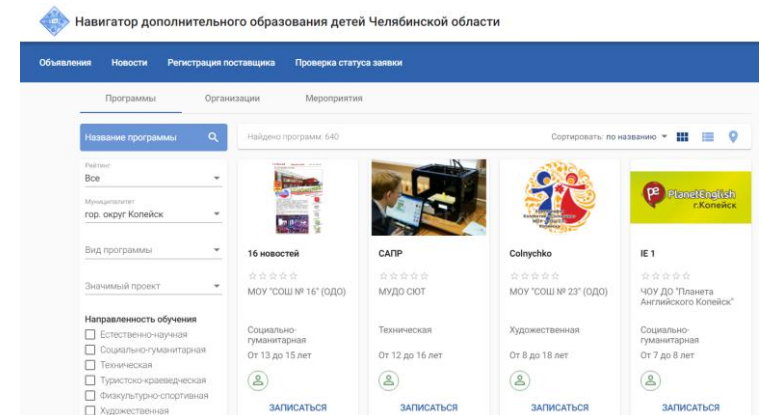 Навигатор дополнительного образования детей Челябинской области
Объявления Новости Регистрация поставщика Проверка статуса заявки
Программы Организации Мероприятия
Название программы
Найдено программ: 640
Сортировать: по названию
Рейтинг
Все
Муниципалитет
гор. округ Копейск
Вид программы
Значимый проект
Направленность обучения
Естественно-научная
Социально-гуманитарная
Техническая
Туристско-краеведческая
Физкультурно-спортивная
Художественная
16 новостей
МОУ "СОШ № 16" (ОДО)
Социально-
гуманитарная
От 13 до 15 лет
ЗАПИСАТЬСЯ
САПР
МУДО СЮТ
Техническая
От 12 до 16 лет
ЗАПИСАТЬСЯ
Colnychko
МОУ "СОШ № 23" (ОДО)
Художественная
От 8 до 18 лет
ЗАПИСАТЬСЯ
Pe PlanetEnglish
г.Копейск
IE 1
ЧОУ ДО "Планета
Английского Копейск"
Социально-
гуманитарная
От 7 до 8 лет
ЗАПИСАТЬСЯ